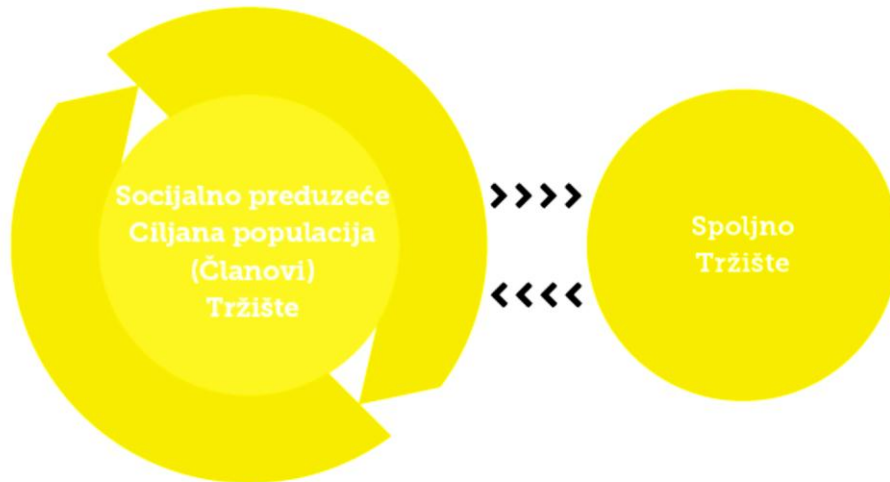 Socijalno preduzeće
Ciljana populacija
(Članovi)
Tržište
Spoljno
Tržište